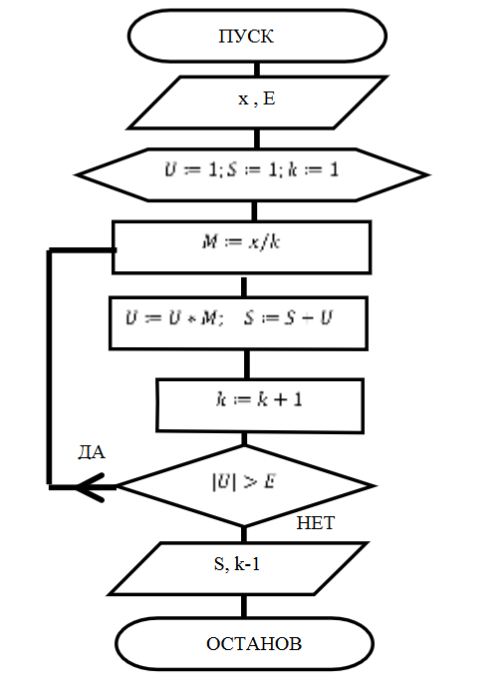 ПУСК
x , E
U := 1; S := 1; k := 1
M := x/k
U := U * M; S := S − U
k := k + 1
|U| > E
ДА
НЕТ
S, k-1
ОСТАНОВ